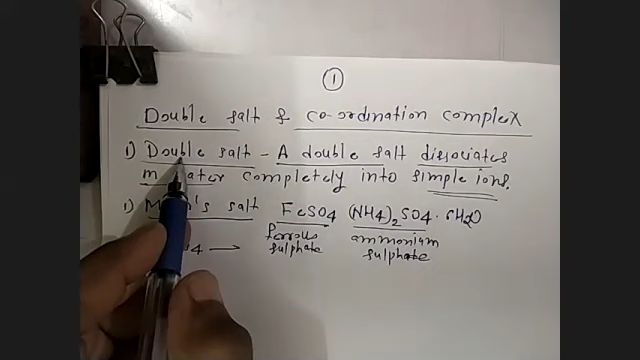 1
Double salt & co-ordination complex
1) Double salt - A double salt dissociates
water completely into simple ions.
1) salt FeSO4 (NH4)2SO4. 6H2O
ferrous ammonium
4 → sulphate sulphate